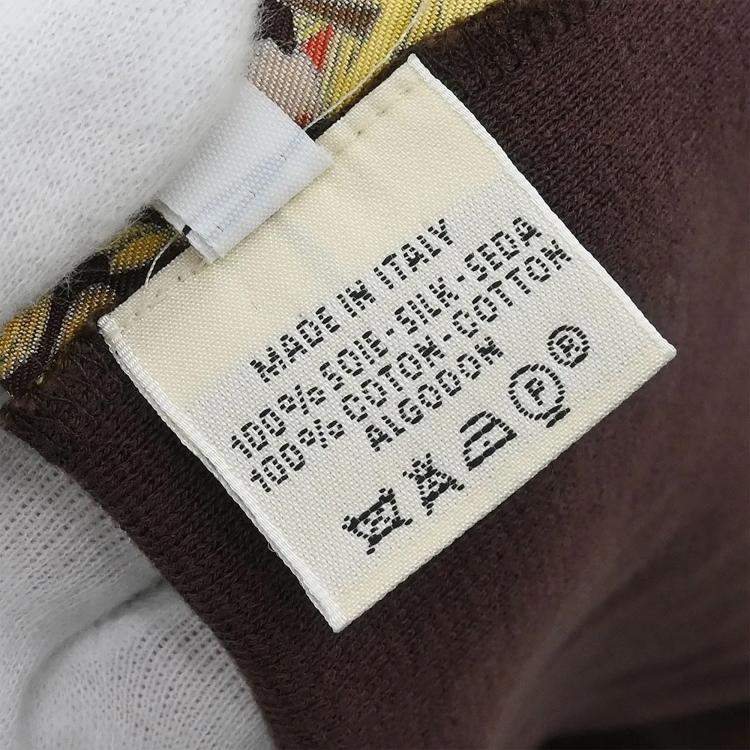 MADE IN ITALY
100% SOIE-SILK-SEDA
100% COTON-COTTON
ALGODON
P ®